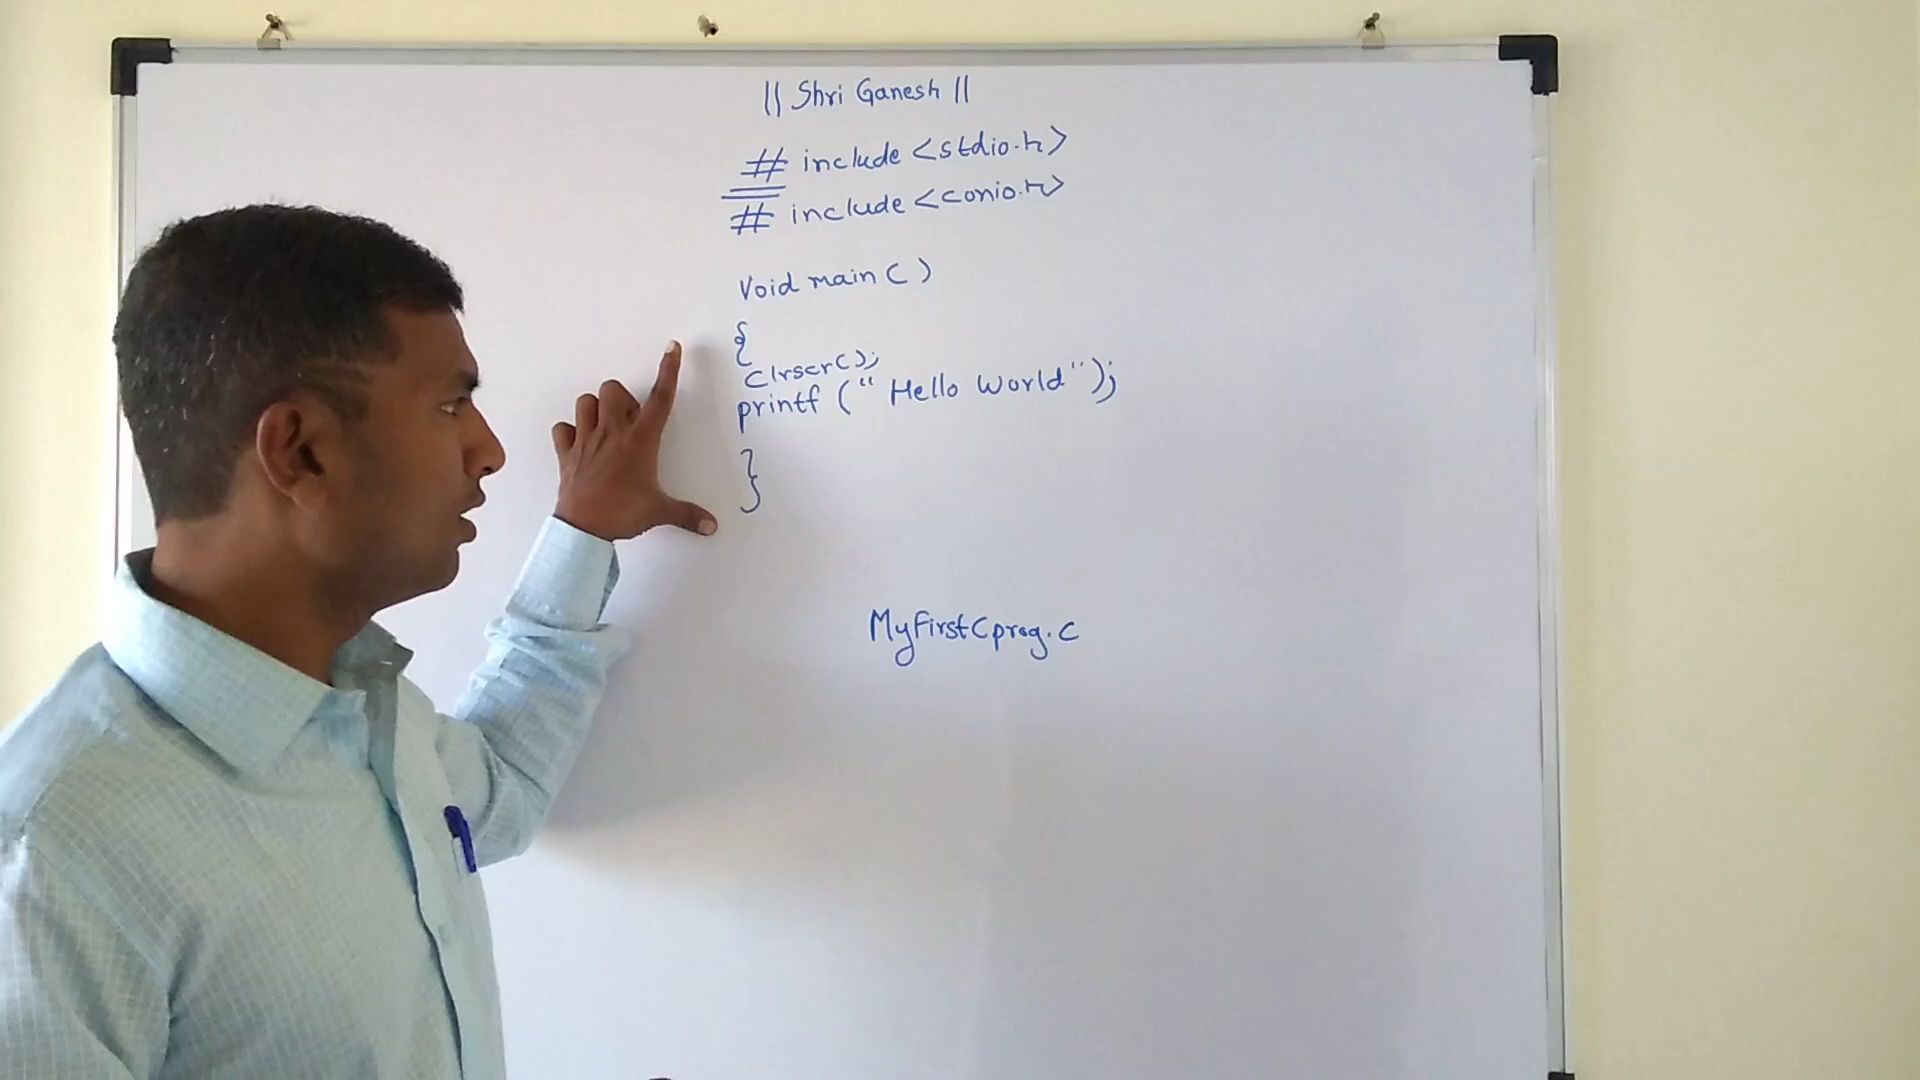 || Shri Ganesh ||
# include <stdio.h>
# include <conio.h>
Void main ( )
{
clrscr();
printf (" Hello World");
}
MyFirstCprog.c